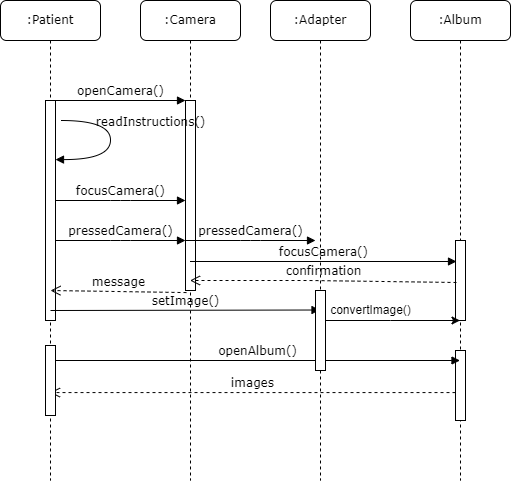 :Patient
:Camera
:Adapter
:Album
openCamera()
readInstructions()
focusCamera()
pressedCamera()
pressedCamera()
focusCamera()
confirmation
message
setImage()
convertImage()
openAlbum()
images